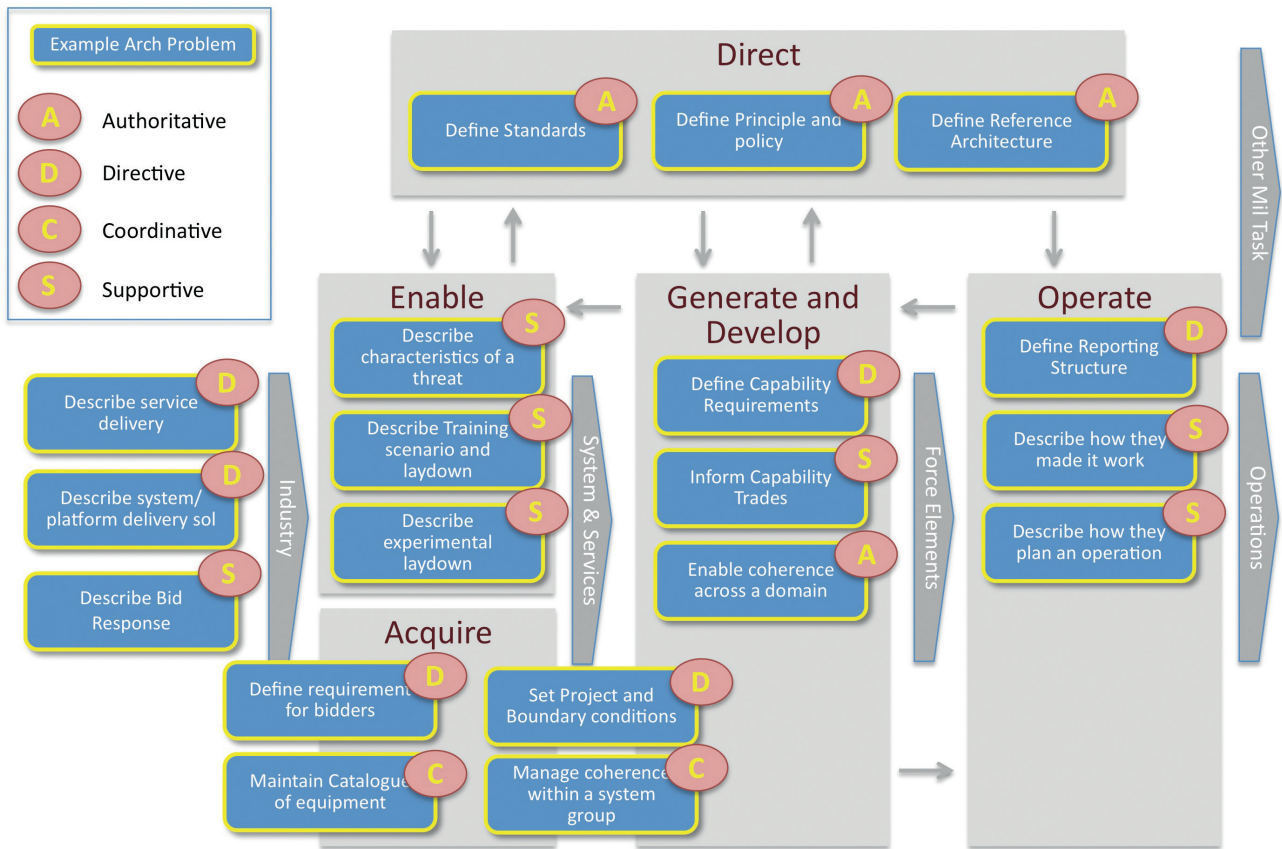 Example Arch Problem
A
Authoritative
D
Directive
C
Coordinative
S
Supportive
Direct
Define Standards
A
Define Principle and
policy
A
Define Reference
Architecture
A
Other Mil Task
Enable
Describe
characteristics of a
threat
S
Describe Training
scenario and
laydown
S
Describe
experimental
laydown
S
Generate and
Develop
Define Capability
Requirements
D
Inform Capability
Trades
S
Enable coherence
across a domain
A
Operate
Define Reporting
Structure
D
Describe how they
made it work
S
Describe how they
plan an operation
S
Describe service
delivery
D
Describe system/
platform delivery sol
D
Describe Bid
Response
S
Industry
System & Services
Force Elements
Operations
Acquire
Define requirement
for bidders
D
Set Project and
Boundary conditions
D
Maintain Catalogue
of equipment
C
Manage coherence
within a system
group
C